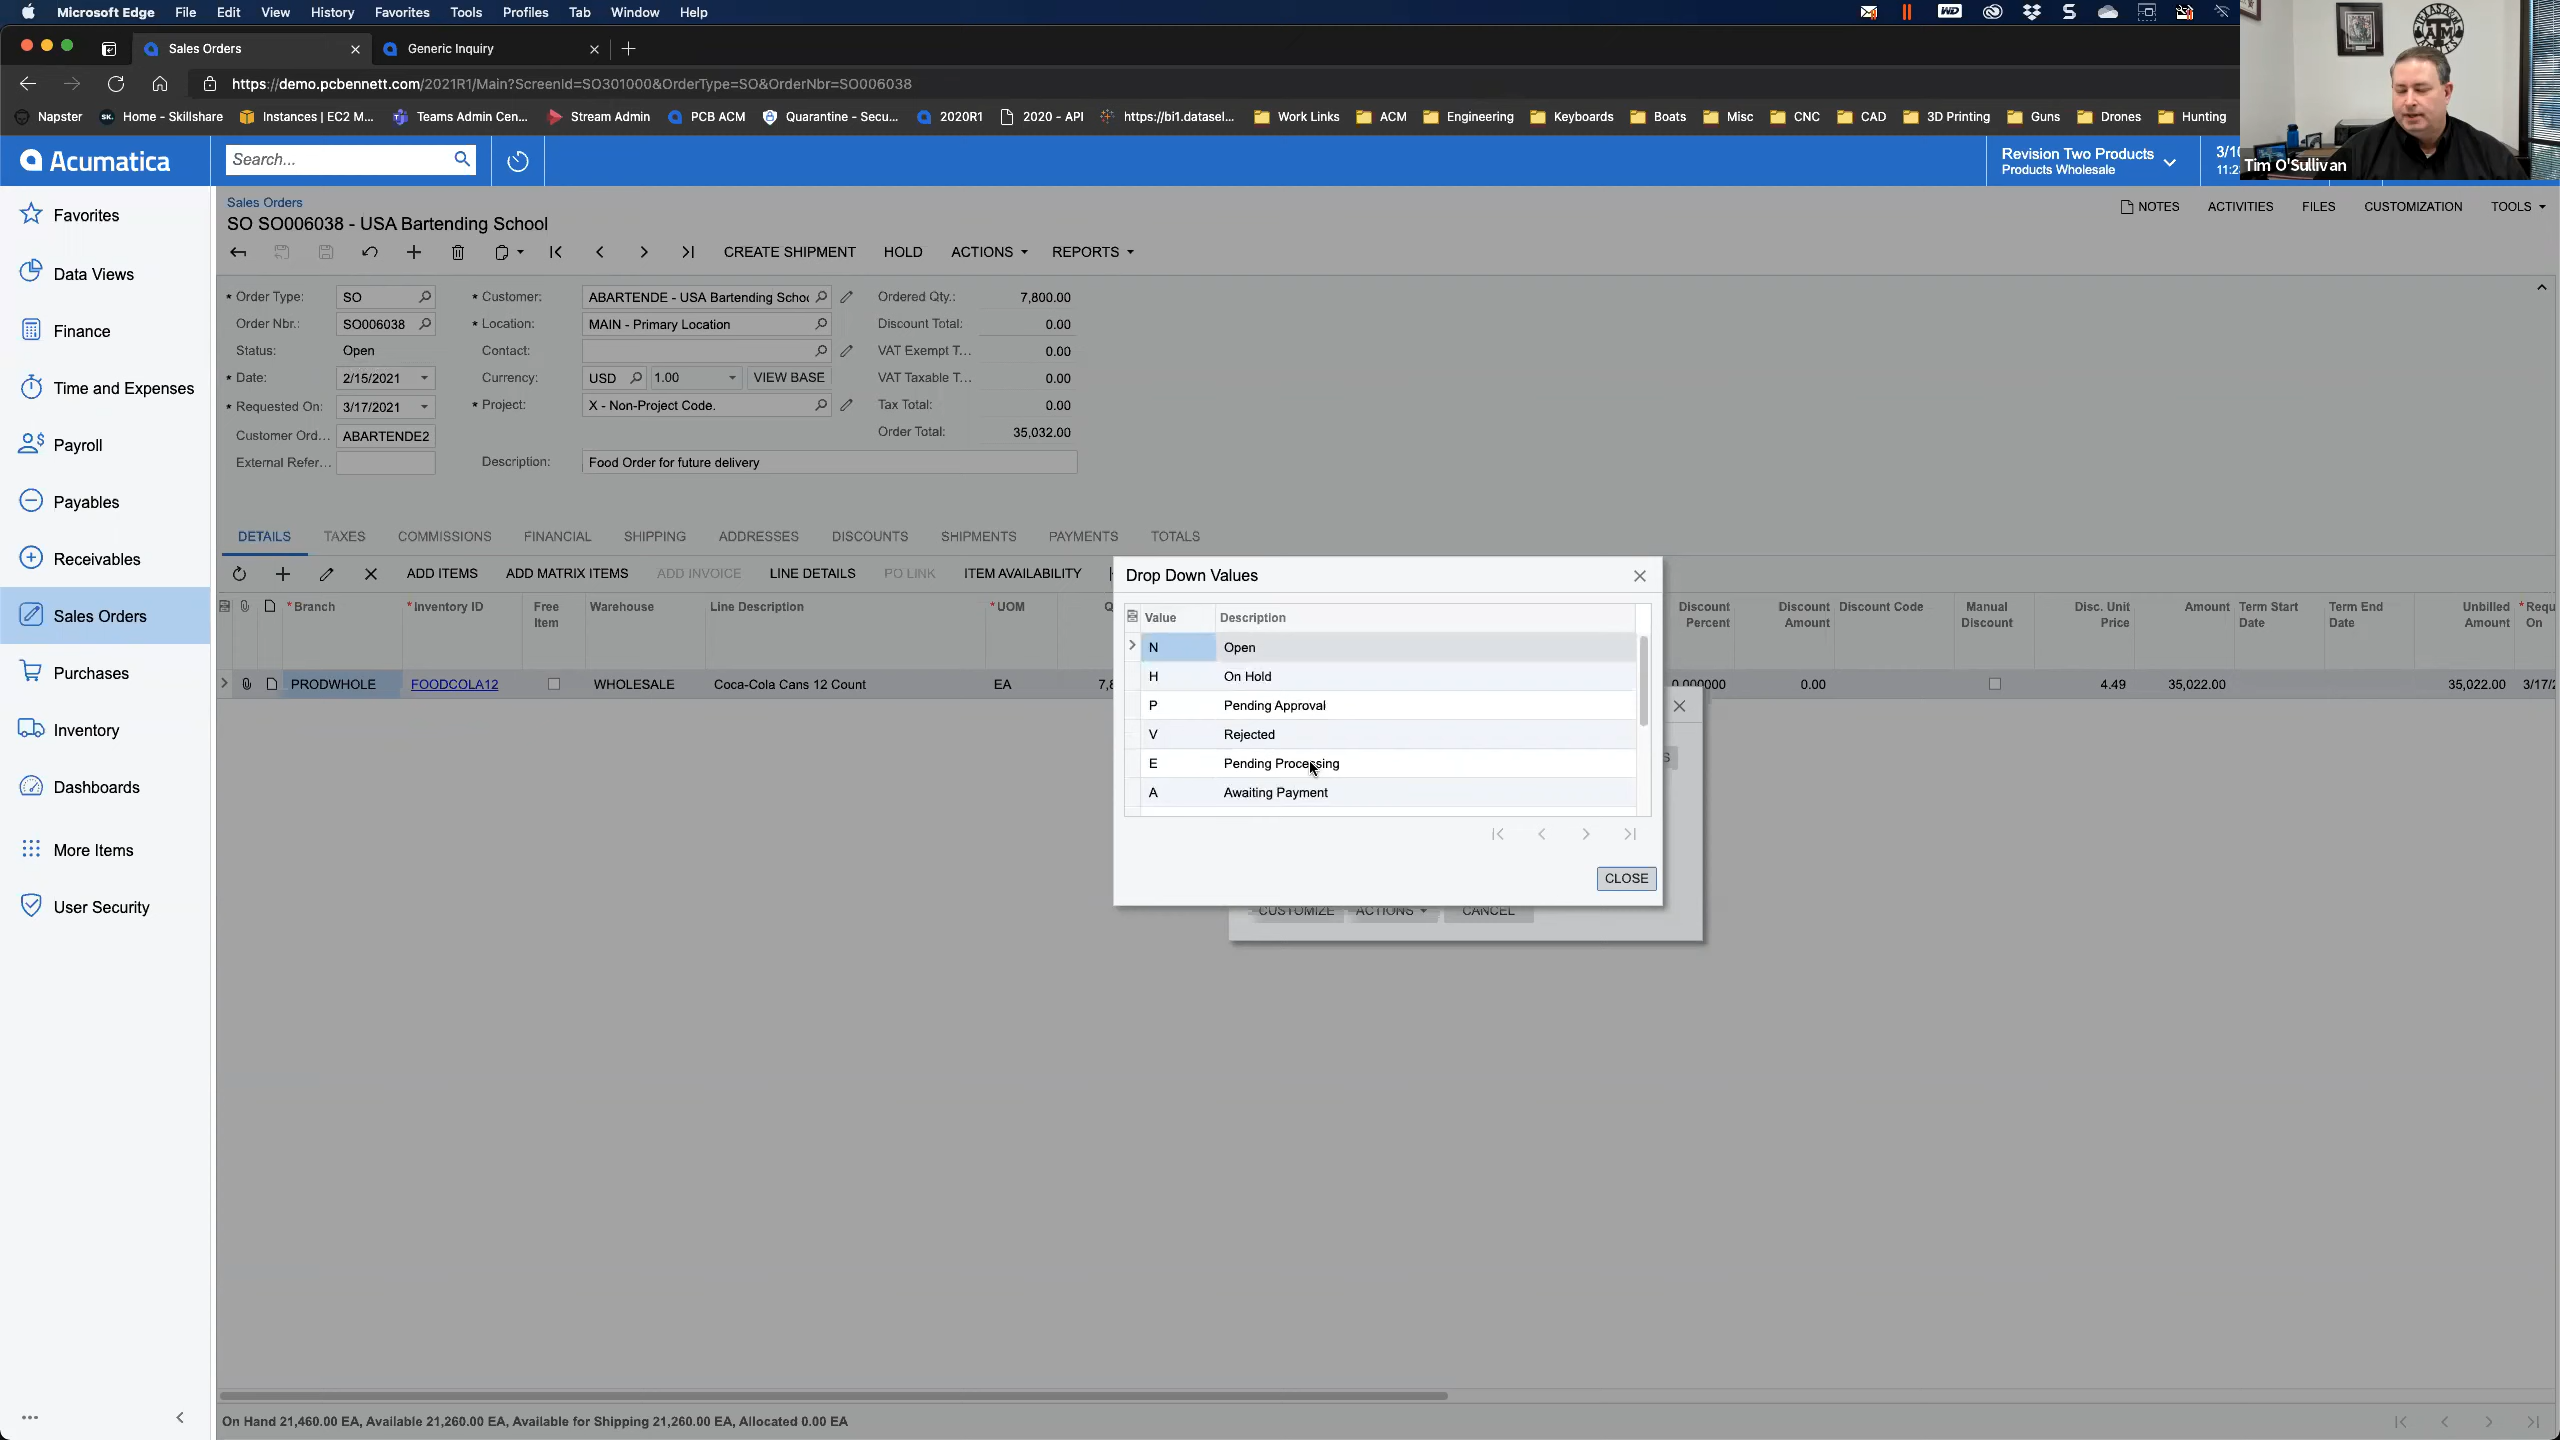 Microsoft Edge File Edit View History Favorites Tools Profiles Tab Window Help
WD
Sales Orders
Generic Inquiry
https://demo.pcbennett.com/2021R1/Main?ScreenId=SO301000&OrderType=SO&OrderNbr=SO006038
Napster
Home - Skillshare
Instances | EC2 M...
Teams Admin Cen...
Stream Admin
PCB ACM
Quarantine - Secu...
2020R1
2020 - API
https://bi1.datasel...
Work Links
ACM
Engineering
Keyboards
Boats
Misc
CNC
CAD
3D Printing
Guns
Drones
Hunting
Tim O'Sullivan
Acumatica
Search...
Revision Two Products
Products Wholesale
Favorites
Data Views
Finance
Time and Expenses
Payroll
Payables
Receivables
Sales Orders
Purchases
Inventory
Dashboards
More Items
User Security
Sales Orders
SO SO006038 - USA Bartending School
NOTES ACTIVITIES FILES CUSTOMIZATION TOOLS
CREATE SHIPMENT HOLD ACTIONS REPORTS
* Order Type: SO
Order Nbr.: SO006038
Status: Open
* Date: 2/15/2021
* Requested On: 3/17/2021
Customer Ord... ABARTENDE2
External Refer...
* Customer: ABARTENDE - USA Bartending Schoo
* Location: MAIN - Primary Location
Contact:
Currency: USD 1.00 VIEW BASE
* Project: X - Non-Project Code.
Description: Food Order for future delivery
Ordered Qty.: 7,800.00
Discount Total: 0.00
VAT Exempt T... 0.00
VAT Taxable T... 0.00
Tax Total: 0.00
Order Total: 35,032.00
DETAILS TAXES COMMISSIONS FINANCIAL SHIPPING ADDRESSES DISCOUNTS SHIPMENTS PAYMENTS TOTALS
ADD ITEMS ADD MATRIX ITEMS ADD INVOICE LINE DETAILS PO LINK ITEM AVAILABILITY
* Branch * Inventory ID Free Item Warehouse Line Description * UOM Discount Percent Discount Amount Discount Code Manual Discount Disc. Unit Price Amount Term Start Date Term End Date Unbilled Amount
PRODWHOLE FOODCOLA12 WHOLESALE Coca-Cola Cans 12 Count EA 0.000000 0.00 4.49 35,022.00 35,022.00
Drop Down Values
Value Description
N Open
H On Hold
P Pending Approval
V Rejected
E Pending Processing
A Awaiting Payment
CLOSE
CUSTOMIZE ACTIONS CANCEL
On Hand 21,460.00 EA, Available 21,260.00 EA, Available for Shipping 21,260.00 EA, Allocated 0.00 EA